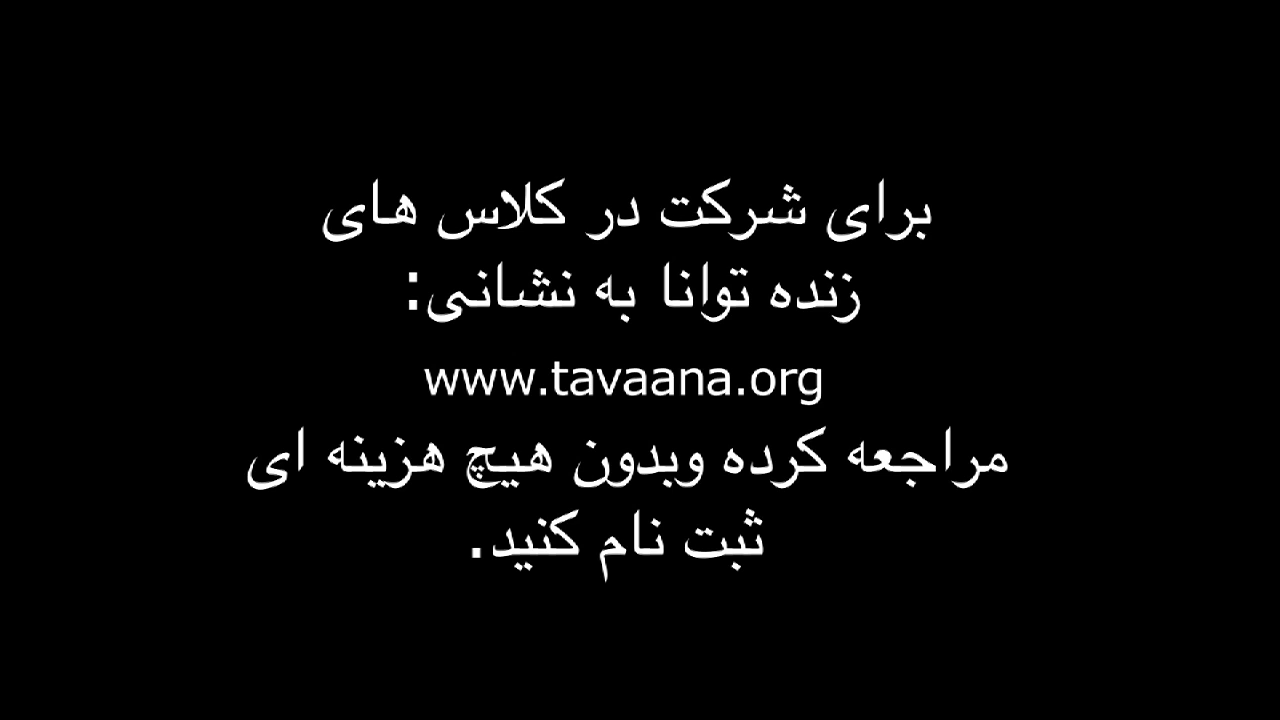 برای شرکت در کلاس های
زنده توانا به نشانی:
www.tavaana.org
مراجعه کرده وبدون هیچ هزینه ای
ثبت نام کنید.